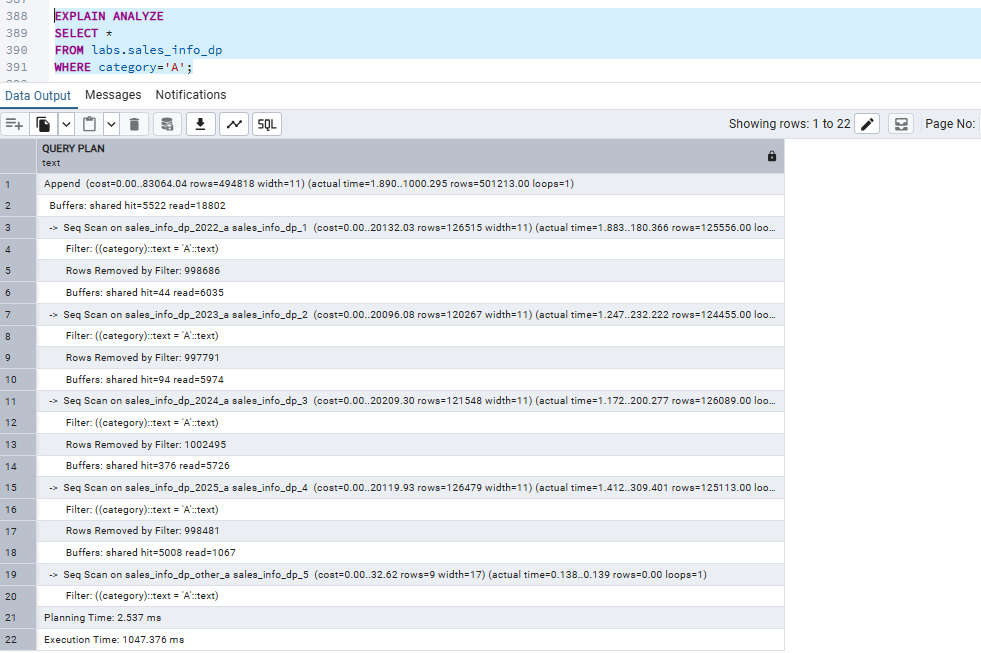 388 EXPLAIN ANALYZE
389 SELECT *
390 FROM labs.sales_info_dp
391 WHERE category='A';
Data Output Messages Notifications
SQL Showing rows: 1 to 22 Page No:
QUERY PLAN
text
1 Append (cost=0.00..83064.04 rows=494818 width=11) (actual time=1.890..1000.295 rows=501213.00 loops=1)
2 Buffers: shared hit=5522 read=18802
3 -> Seq Scan on sales_info_dp_2022_a sales_info_dp_1 (cost=0.00..20132.03 rows=126515 width=11) (actual time=1.883..180.366 rows=125556.00 loo...
4 Filter: ((category)::text = 'A'::text)
5 Rows Removed by Filter: 998686
6 Buffers: shared hit=44 read=6035
7 -> Seq Scan on sales_info_dp_2023_a sales_info_dp_2 (cost=0.00..20096.08 rows=120267 width=11) (actual time=1.247..232.222 rows=124455.00 loo...
8 Filter: ((category)::text = 'A'::text)
9 Rows Removed by Filter: 997791
10 Buffers: shared hit=94 read=5974
11 -> Seq Scan on sales_info_dp_2024_a sales_info_dp_3 (cost=0.00..20209.30 rows=121548 width=11) (actual time=1.172..200.277 rows=126089.00 loo...
12 Filter: ((category)::text = 'A'::text)
13 Rows Removed by Filter: 1002495
14 Buffers: shared hit=376 read=5726
15 -> Seq Scan on sales_info_dp_2025_a sales_info_dp_4 (cost=0.00..20119.93 rows=126479 width=11) (actual time=1.412..309.401 rows=125113.00 loo...
16 Filter: ((category)::text = 'A'::text)
17 Rows Removed by Filter: 998481
18 Buffers: shared hit=5008 read=1067
19 -> Seq Scan on sales_info_dp_other_a sales_info_dp_5 (cost=0.00..32.62 rows=9 width=17) (actual time=0.138..0.139 rows=0.00 loops=1)
20 Filter: ((category)::text = 'A'::text)
21 Planning Time: 2.537 ms
22 Execution Time: 1047.376 ms